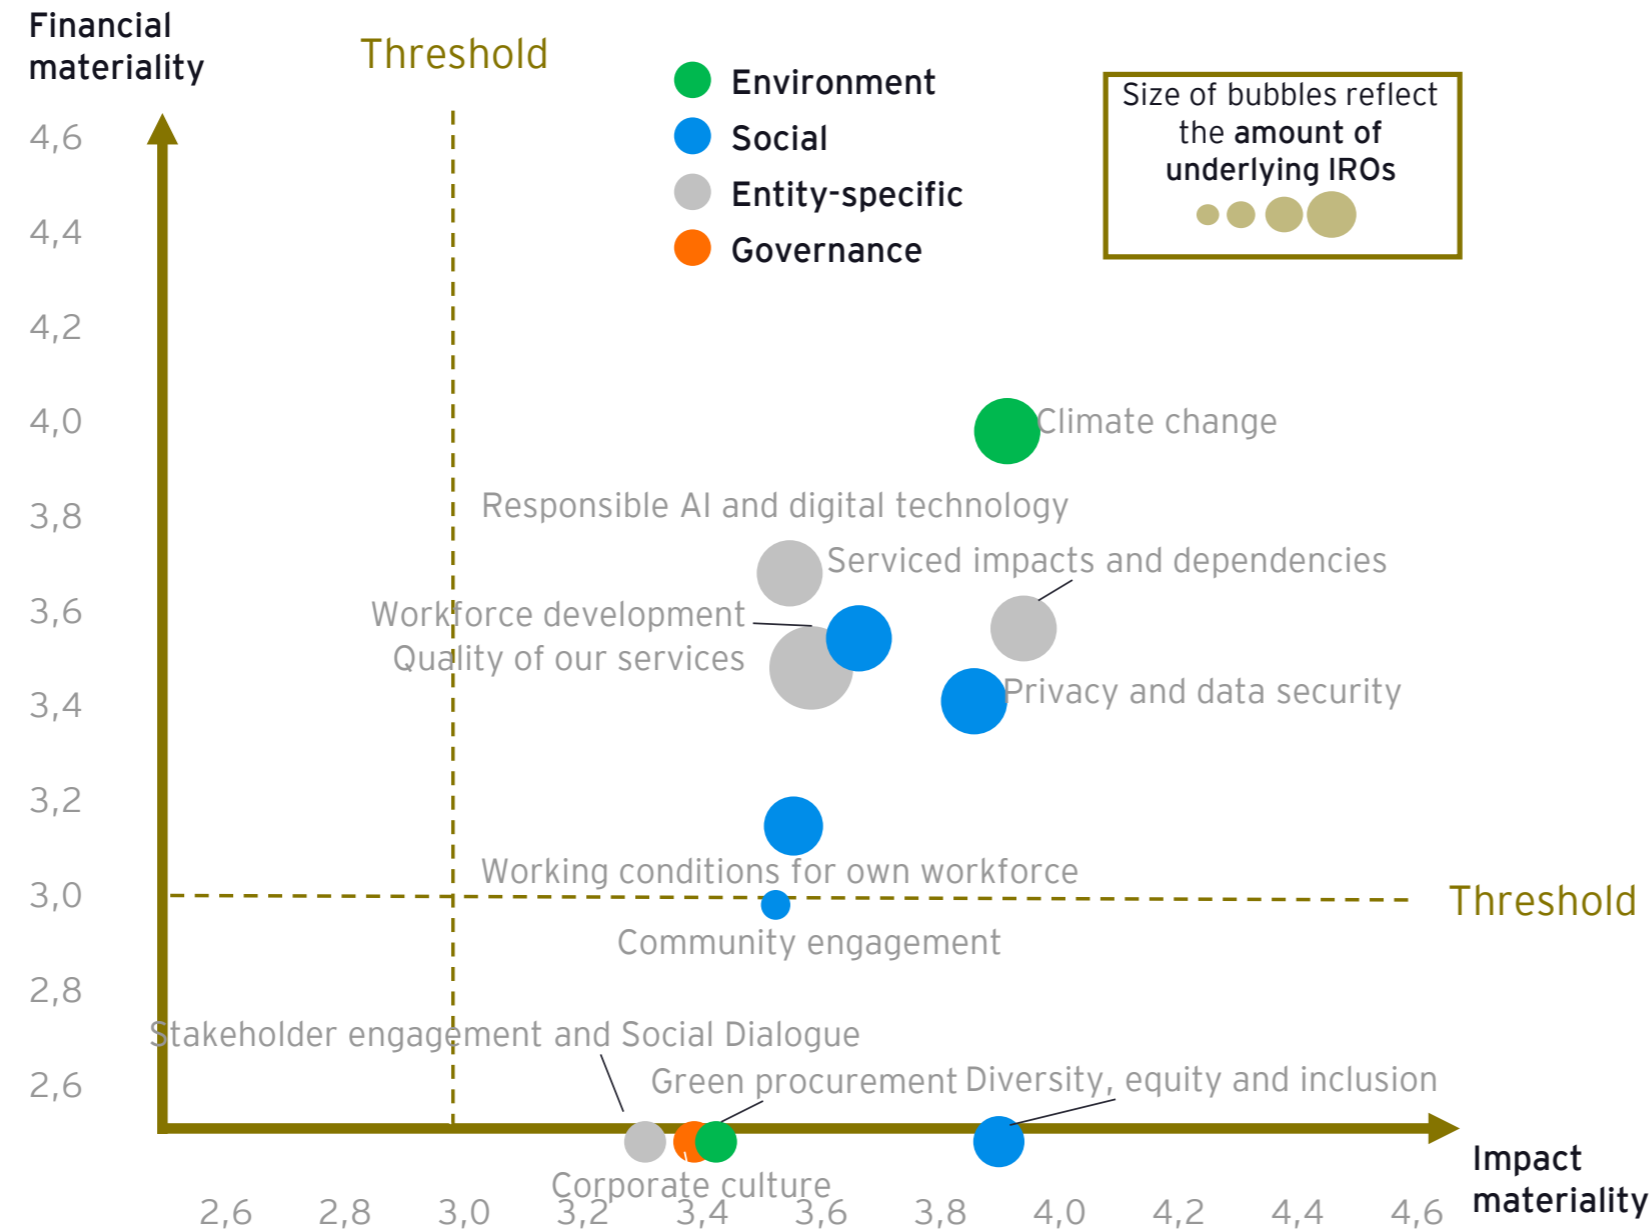 Financial
materiality
Threshold
Environment
Social
Entity-specific
Governance
Size of bubbles reflect
the amount of
underlying IROs
4,6
4,4
4,2
4,0
3,8
3,6
3,4
3,2
3,0
2,8
2,6
Climate change
Responsible AI and digital technology
Serviced impacts and dependencies
Workforce development
Quality of our services
Privacy and data security
Working conditions for own workforce
Threshold
Community engagement
Stakeholder engagement and Social Dialogue
Green procurement
Diversity, equity and inclusion
Corporate culture
Impact
materiality
2,6 2,8 3,0 3,2 3,4 3,6 3,8 4,0 4,2 4,4 4,6